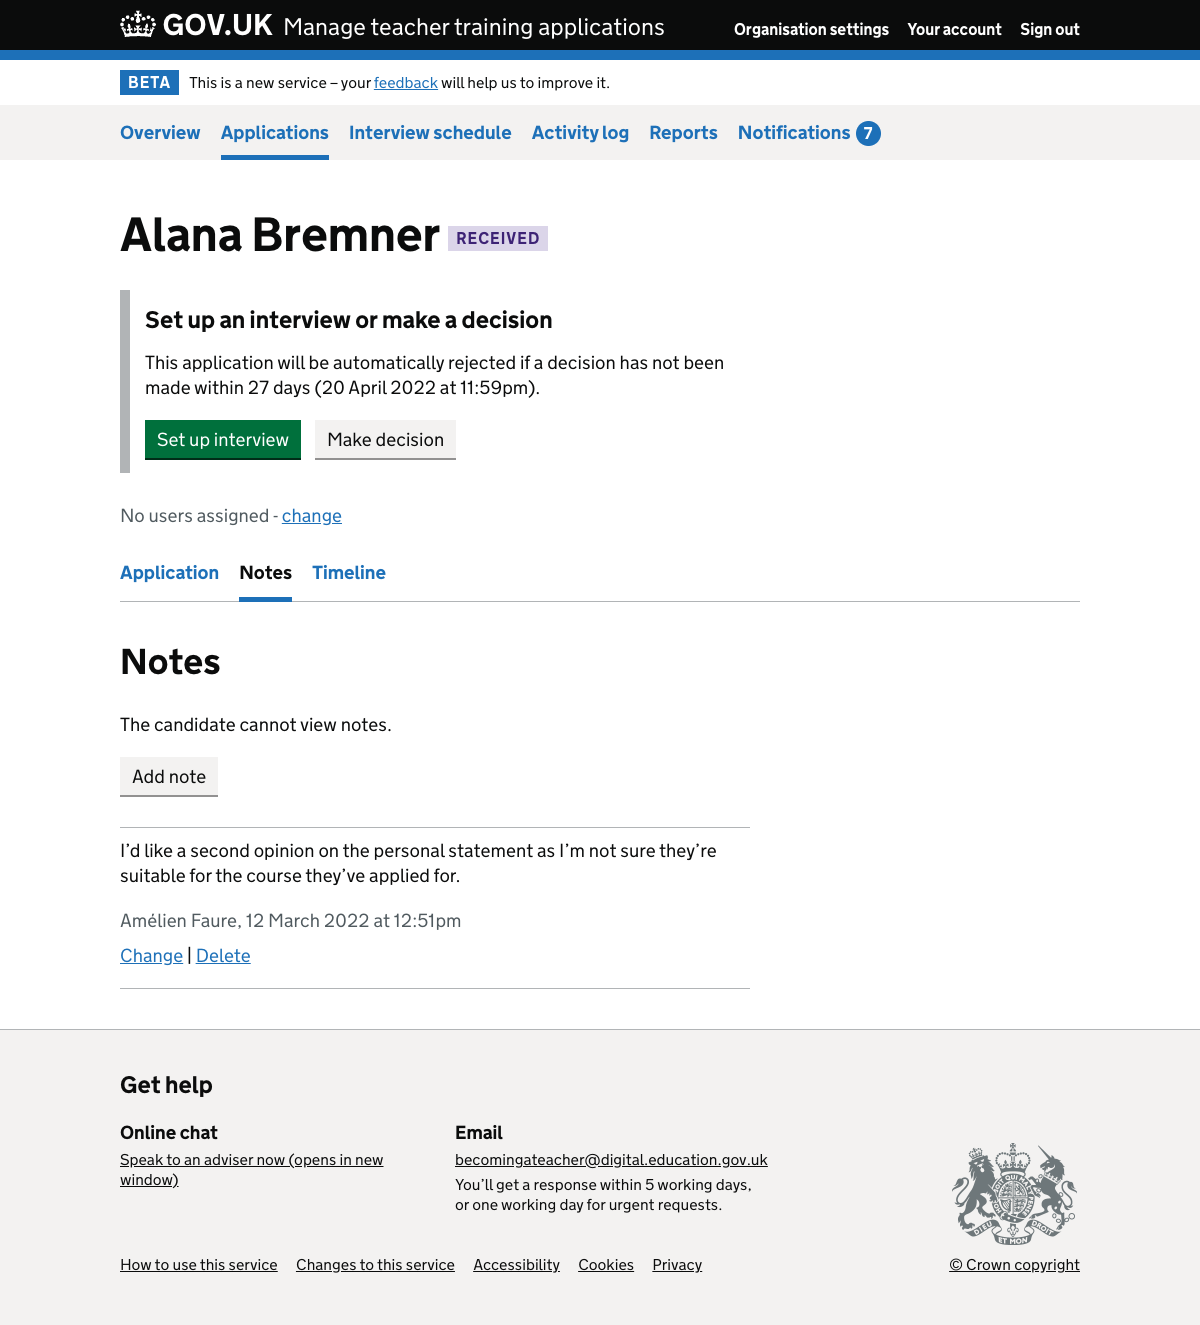 GOV.UK Manage teacher training applications
Organisation settings Your account Sign out
BETA This is a new service – your feedback will help us to improve it.
Overview Applications Interview schedule Activity log Reports Notifications 7
Alana Bremner RECEIVED
Set up an interview or make a decision
This application will be automatically rejected if a decision has not been
made within 27 days (20 April 2022 at 11:59pm).
Set up interview Make decision
No users assigned - change
Application Notes Timeline
Notes
The candidate cannot view notes.
Add note
I’d like a second opinion on the personal statement as I’m not sure they’re
suitable for the course they’ve applied for.
Amélien Faure, 12 March 2022 at 12:51pm
Change | Delete
Get help
Online chat
Speak to an adviser now (opens in new
window)
Email
becomingateacher@digital.education.gov.uk
You’ll get a response within 5 working days,
or one working day for urgent requests.
DIEU ET MON DROIT
How to use this service Changes to this service Accessibility Cookies Privacy
© Crown copyright